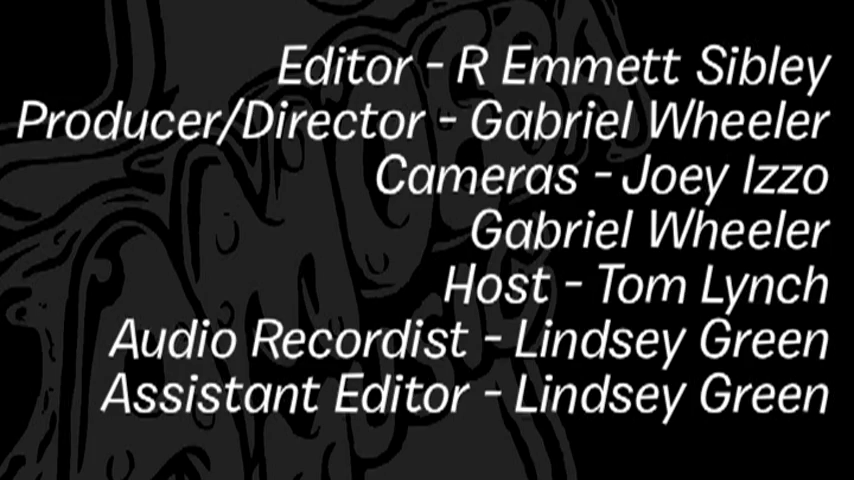 Editor - R Emmett Sibley
Producer/Director - Gabriel Wheeler
Cameras - Joey Izzo
Gabriel Wheeler
Host - Tom Lynch
Audio Recordist - Lindsey Green
Assistant Editor - Lindsey Green